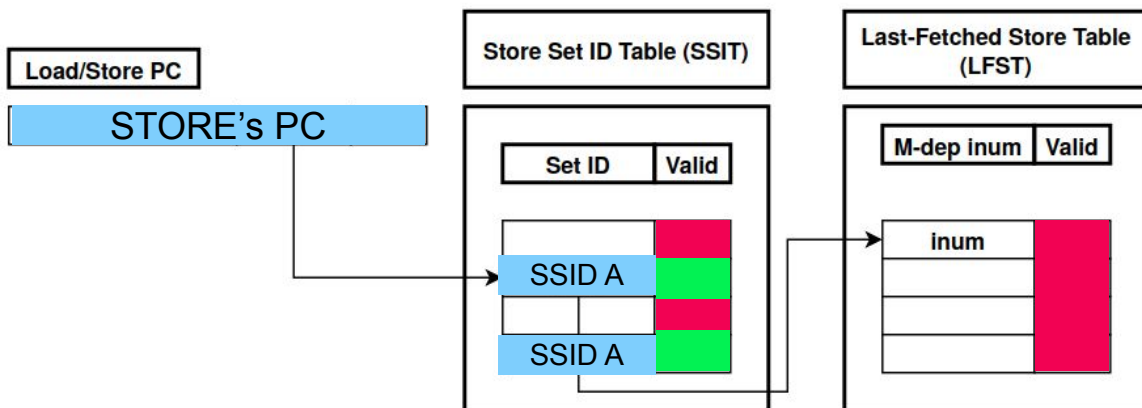 Load/Store PC
STORE's PC
Store Set ID Table (SSIT)
Set ID
Valid
SSID A
SSID A
Last-Fetched Store Table
(LFST)
M-dep inum
Valid
inum